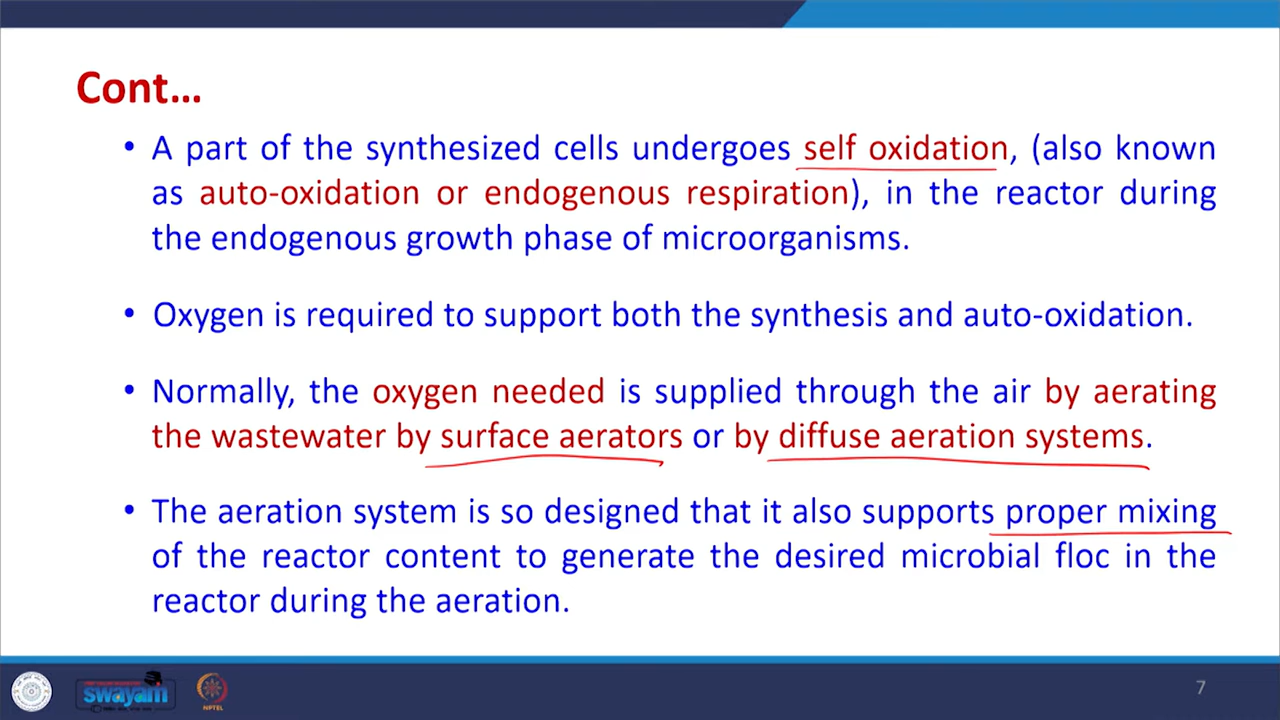 Cont...
• A part of the synthesized cells undergoes self oxidation, (also known
as auto-oxidation or endogenous respiration), in the reactor during
the endogenous growth phase of microorganisms.
• Oxygen is required to support both the synthesis and auto-oxidation.
• Normally, the oxygen needed is supplied through the air by aerating
the wastewater by surface aerators or by diffuse aeration systems.
• The aeration system is so designed that it also supports proper mixing
of the reactor content to generate the desired microbial floc in the
reactor during the aeration.
swayam
NPTEL
7